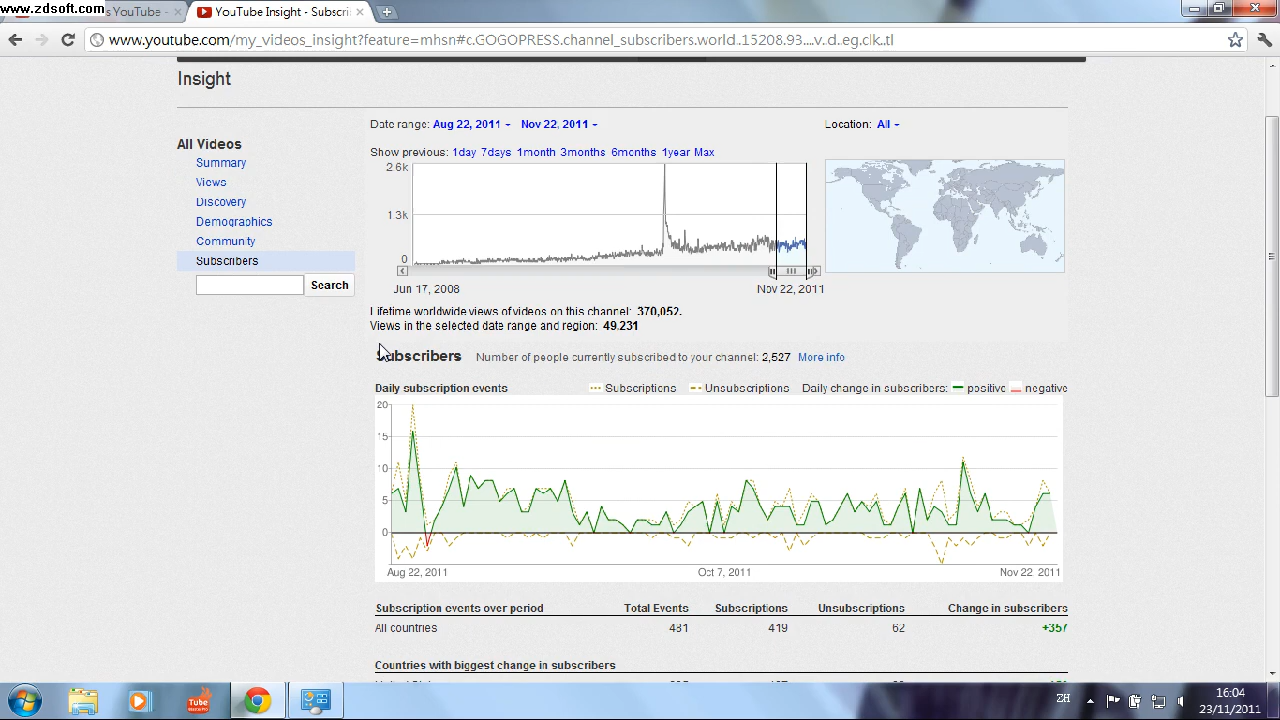 www.zdsoft.com
s YouTube -
YouTube Insight - Subscri
www.youtube.com/my_videos_insight?feature=mhsn#c.GOGOPRESS.channel_subscribers.world..15208.93....v..d..eg.clk..tl
Insight
Date range: Aug 22, 2011 Nov 22, 2011
Location: All
All Videos
Summary
Views
Discovery
Demographics
Community
Subscribers
Search
Show previous: 1day 7days 1month 3months 6months 1year Max
2.6k
1.3k
0
Jun 17, 2008
Nov 22, 2011
Lifetime worldwide views of videos on this channel: 370,052.
Views in the selected date range and region: 49,231
Subscribers Number of people currently subscribed to your channel: 2,527 More info
Daily subscription events Subscriptions Unsubscriptions Daily change in subscribers: positive negative
20
15
10
5
0
Aug 22, 2011 Oct 7, 2011 Nov 22, 2011
Subscription events over period Total Events Subscriptions Unsubscriptions Change in subscribers
All countries 481 419 62 +357
Countries with biggest change in subscribers
Tube
ZH
16:04
23/11/2011